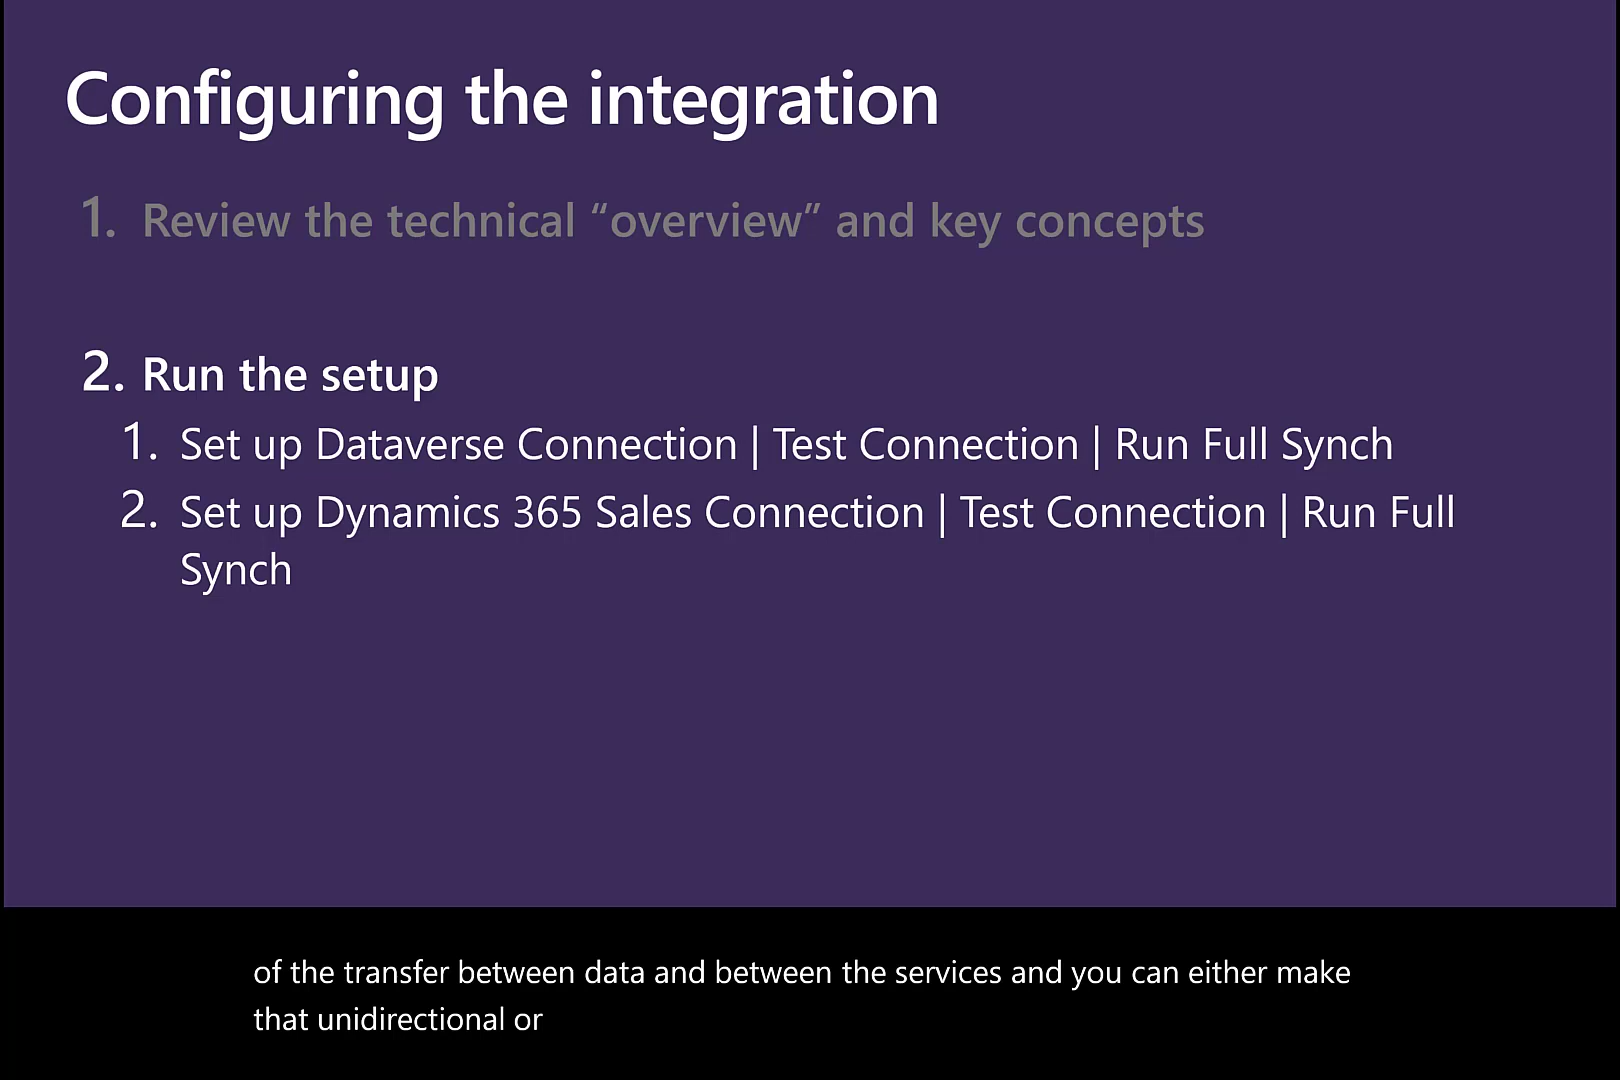 Configuring the integration
1. Review the technical “overview” and key concepts
2. Run the setup
1. Set up Dataverse Connection | Test Connection | Run Full Synch
2. Set up Dynamics 365 Sales Connection | Test Connection | Run Full
Synch
of the transfer between data and between the services and you can either make
that unidirectional or